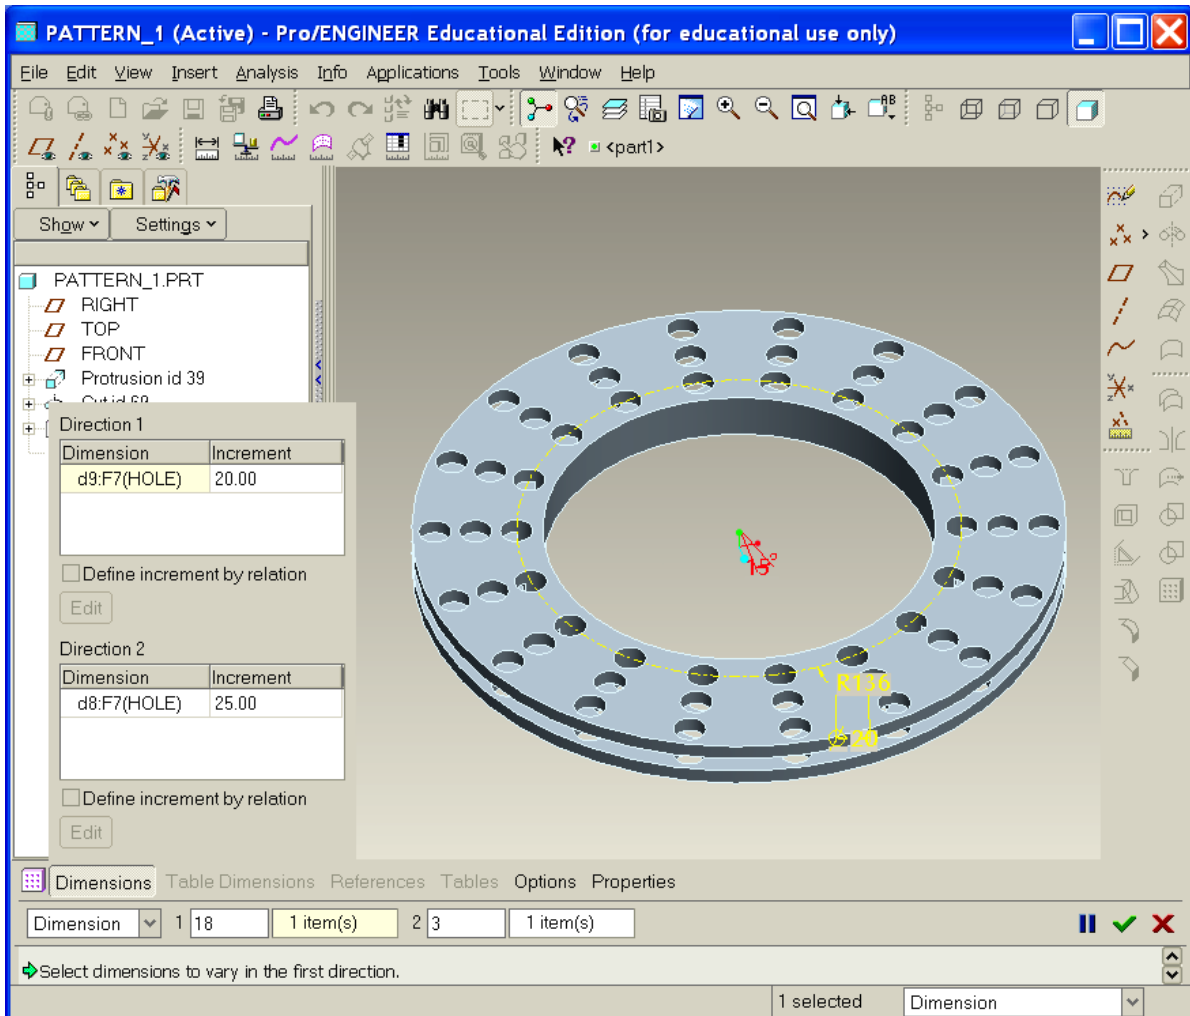 PATTERN_1 (Active) - Pro/ENGINEER Educational Edition (for educational use only)
File Edit View Insert Analysis Info Applications Tools Window Help
<part1>
Show Settings
PATTERN_1.PRT
RIGHT
TOP
FRONT
Protrusion id 39
Direction 1
Dimension Increment
d9:F7(HOLE) 20.00
Define increment by relation
Edit
Direction 2
Dimension Increment
d8:F7(HOLE) 25.00
Define increment by relation
Edit
R136
Ø 20
Dimensions Table Dimensions References Tables Options Properties
Dimension 1 18 1 item(s) 2 3 1 item(s)
Select dimensions to vary in the first direction.
1 selected Dimension